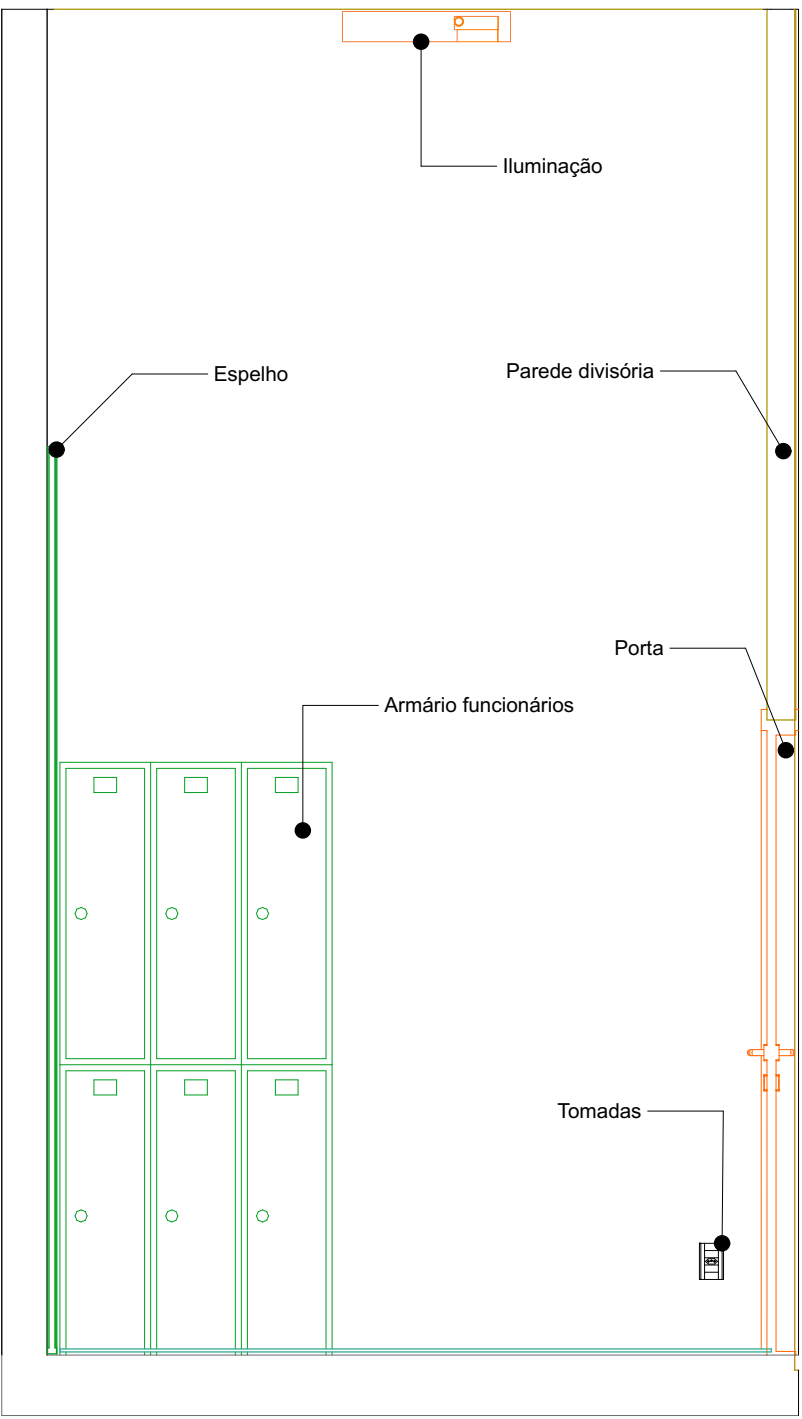 Iluminação
Espelho
Parede divisória
Porta
Armário funcionários
Tomadas